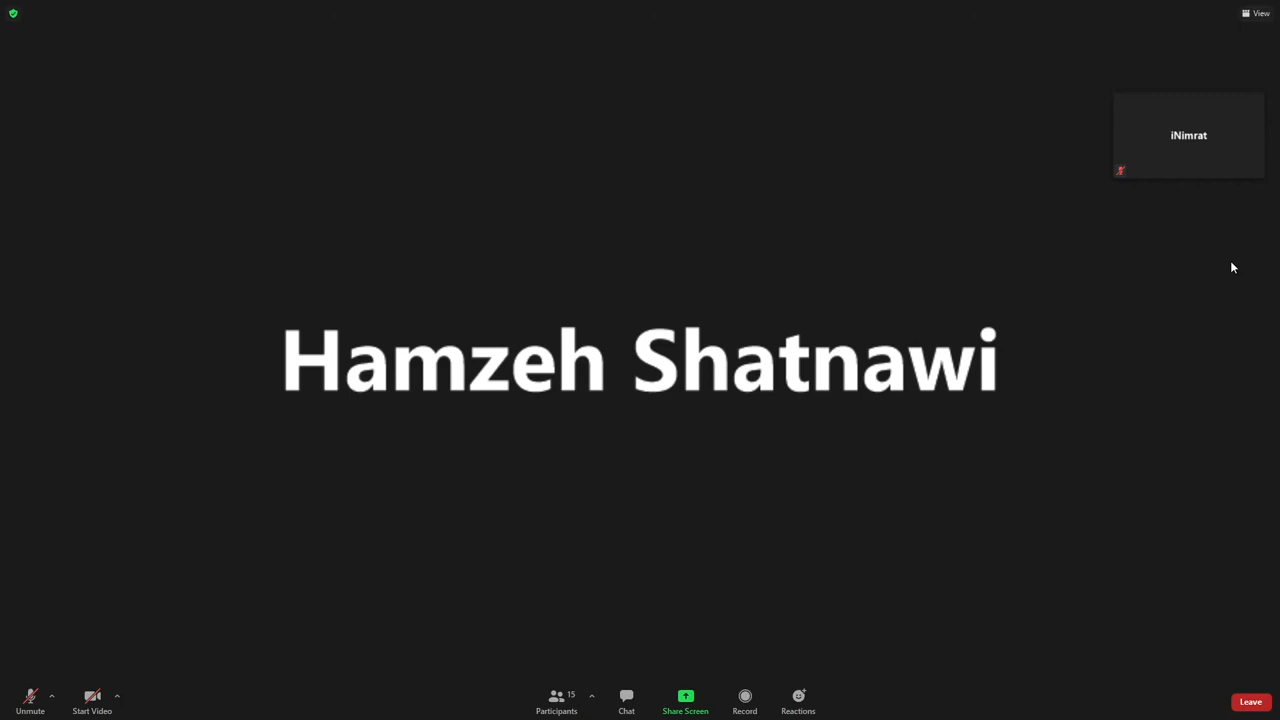 View
iNimrat
Hamzeh Shatnawi
Unmute
Start Video
15
Participants
Chat
Share Screen
Record
Reactions
Leave